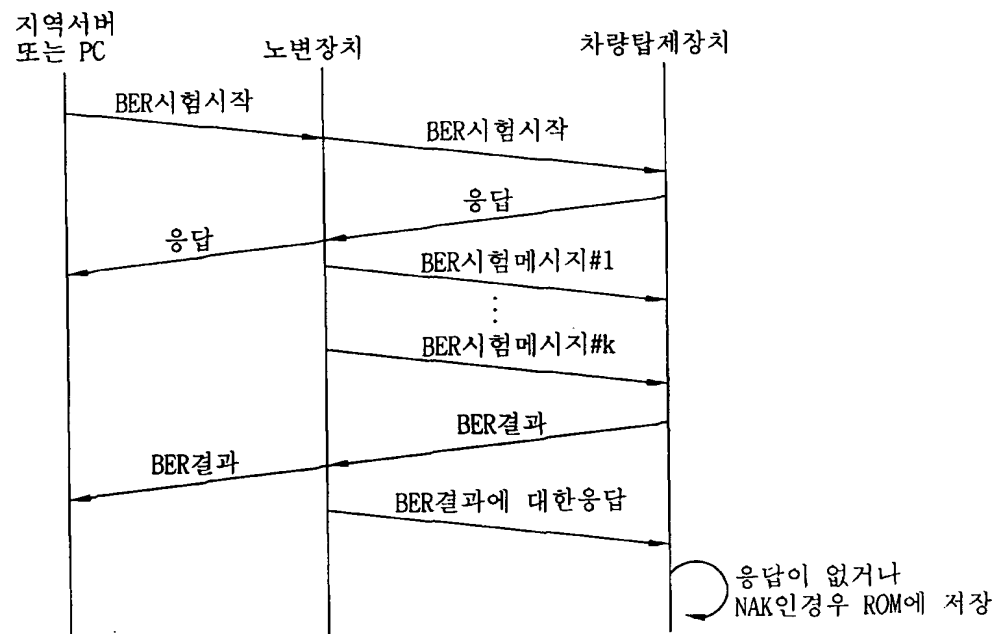 지역서버
또는 PC
노변장치
차량탑제장치
BER시험시작
BER시험시작
응답
응답
BER시험메시지#1
BER시험메시지#k
BER결과
BER결과
BER결과에 대한응답
응답이 없거나
NAK인경우 ROM에 저장